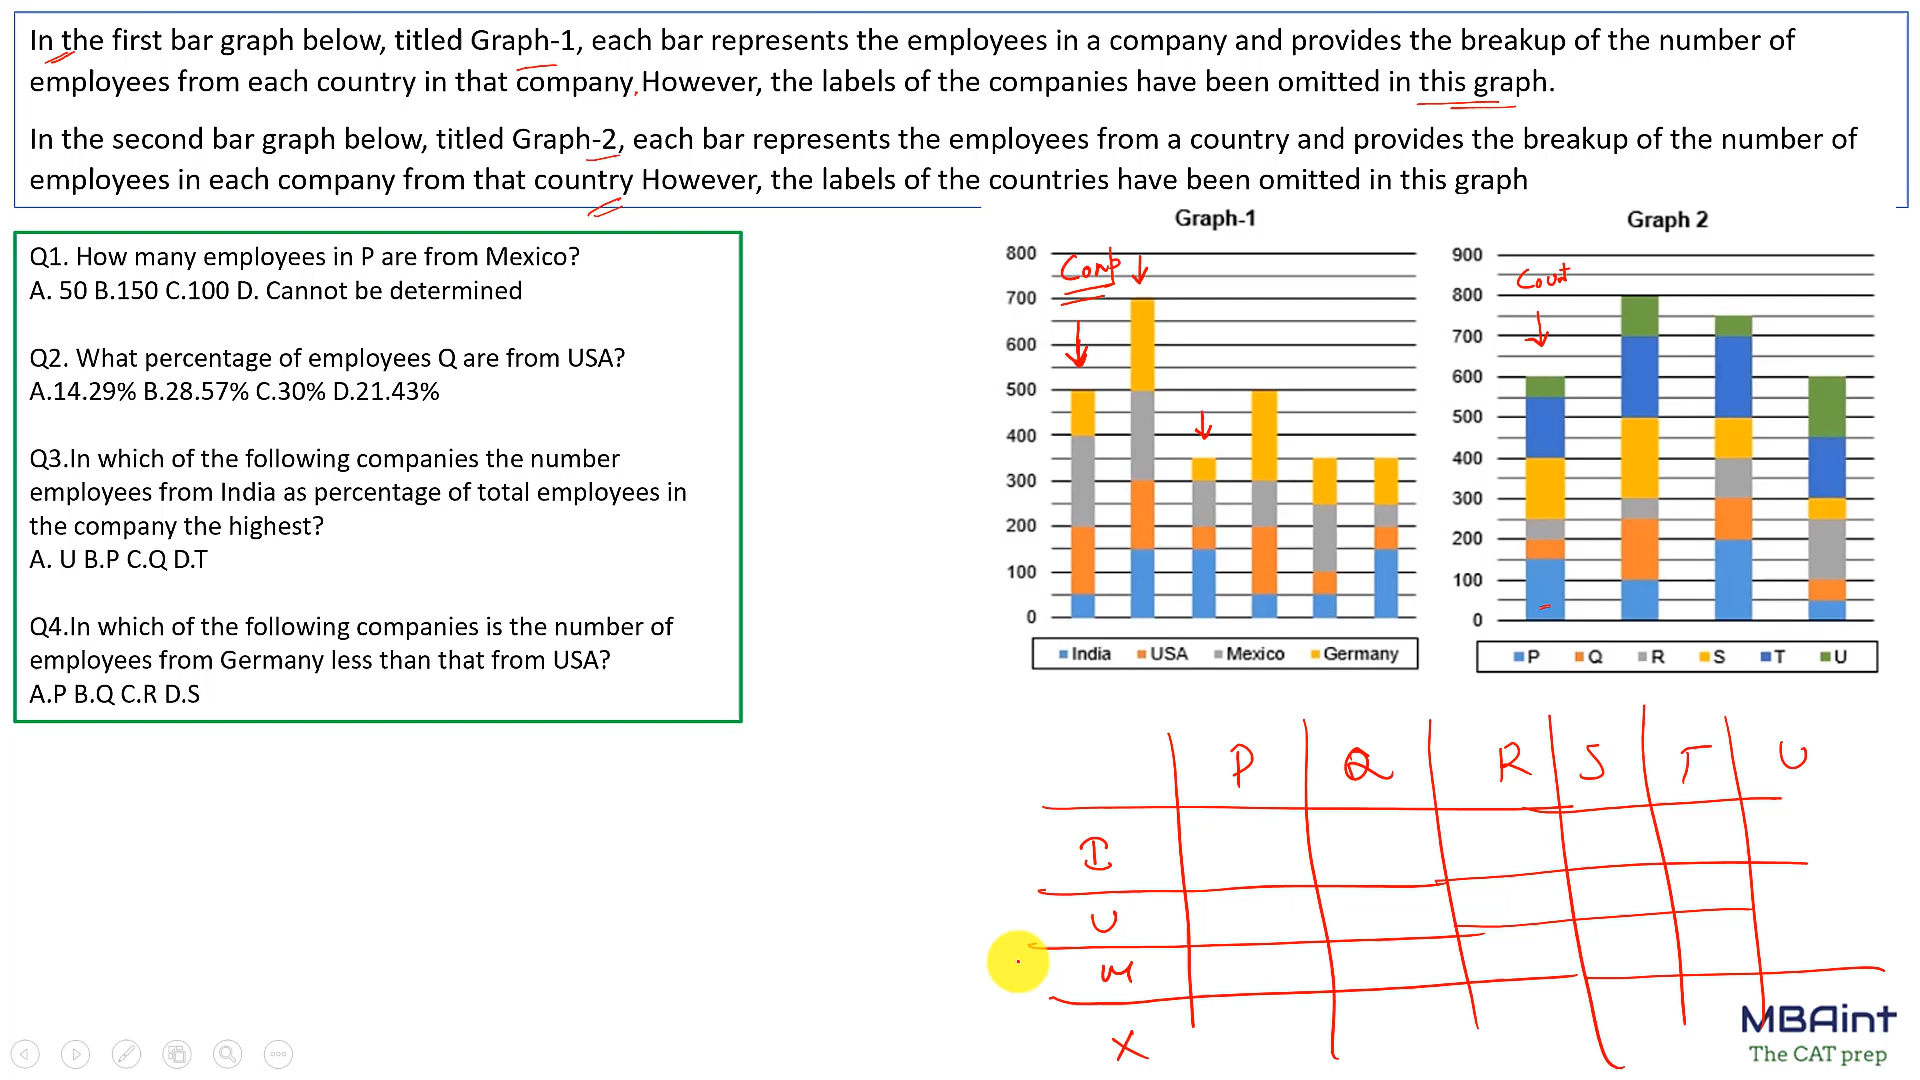 In the first bar graph below, titled Graph-1, each bar represents the employees in a company and provides the breakup of the number of
employees from each country in that company, However, the labels of the companies have been omitted in this graph.
In the second bar graph below, titled Graph-2, each bar represents the employees from a country and provides the breakup of the number of
employees in each company from that country However, the labels of the countries have been omitted in this graph
Q1. How many employees in P are from Mexico?
A. 50 B.150 C.100 D. Cannot be determined
Q2. What percentage of employees Q are from USA?
A.14.29% B.28.57% C.30% D.21.43%
Q3.In which of the following companies the number
employees from India as percentage of total employees in
the company the highest?
A. U B.P C.Q D.T
Q4.In which of the following companies is the number of
employees from Germany less than that from USA?
A.P B.Q C.R D.S
Graph-1
800
700
600
500
400
300
200
100
0
Comp
India USA Mexico Germany
Graph 2
900
800
700
600
500
400
300
200
100
0
Count
P Q R S T U
P Q R S T U
I
U
M
X
MBAint
The CAT prep